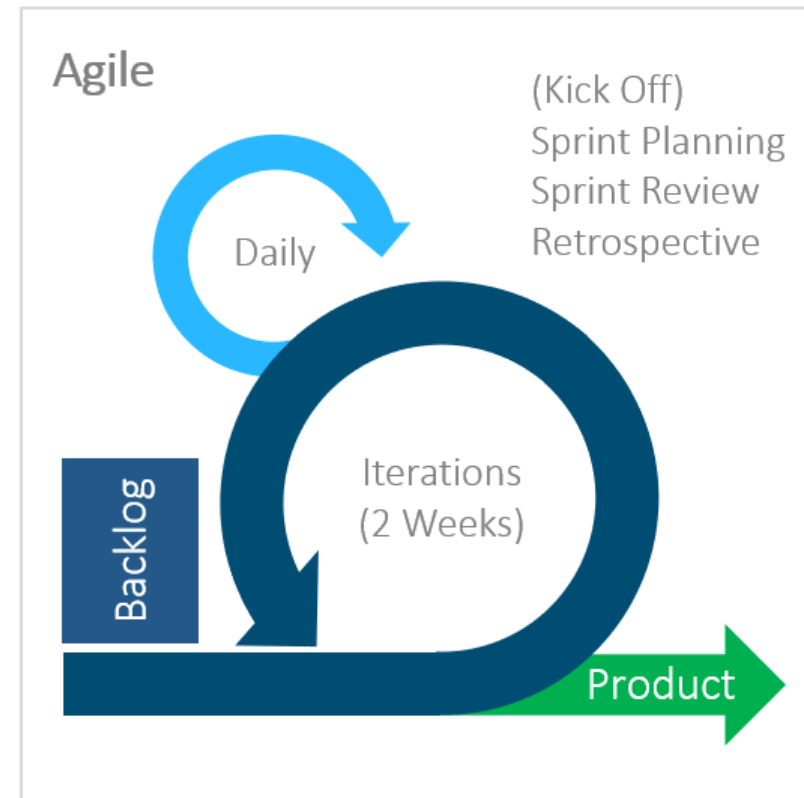 Agile
(Kick Off)
Sprint Planning
Sprint Review
Retrospective
Daily
Iterations
(2 Weeks)
Backlog
Product